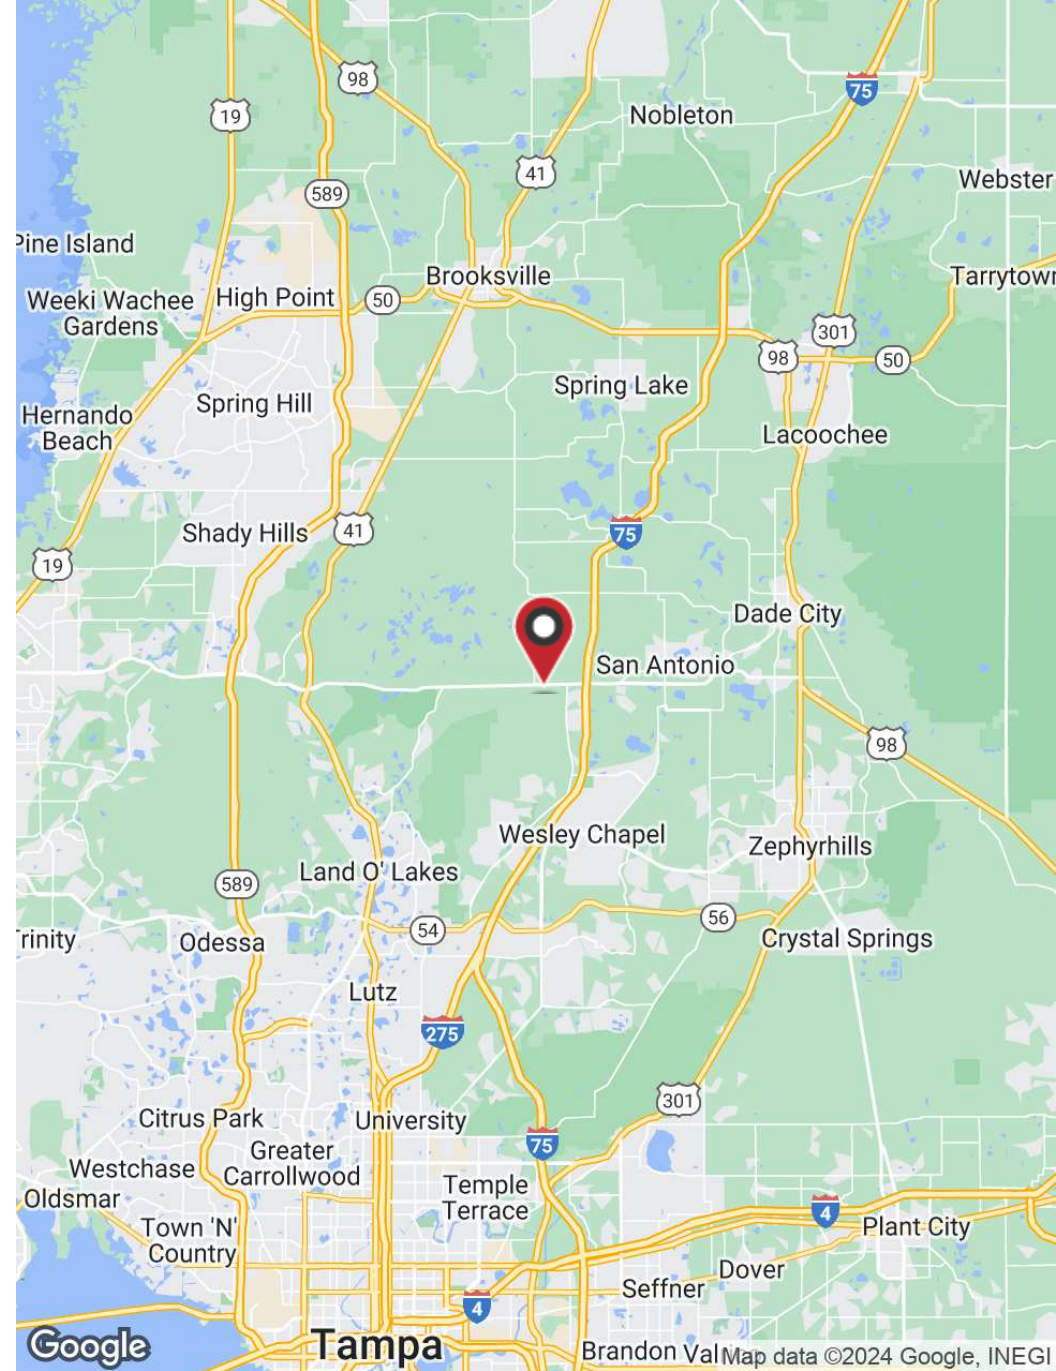 98
75
19
Nobleton
41
Webster
589
Pine Island
Brooksville
Tarrytown
Weeki Wachee
Gardens
High Point
50
301
98
50
Spring Lake
Spring Hill
Hernando
Beach
Lacoochee
Shady Hills
41
75
19
Dade City
San Antonio
98
Wesley Chapel
Zephyrhills
Land O' Lakes
589
54
56
Trinity
Odessa
Crystal Springs
Lutz
275
301
Citrus Park
University
75
Greater
Carrollwood
Westchase
Temple
Terrace
Oldsmar
4
Town 'N'
Country
Plant City
Dover
Seffner
4
Google
Tampa
Brandon Val
Map data ©2024 Google, INEGI